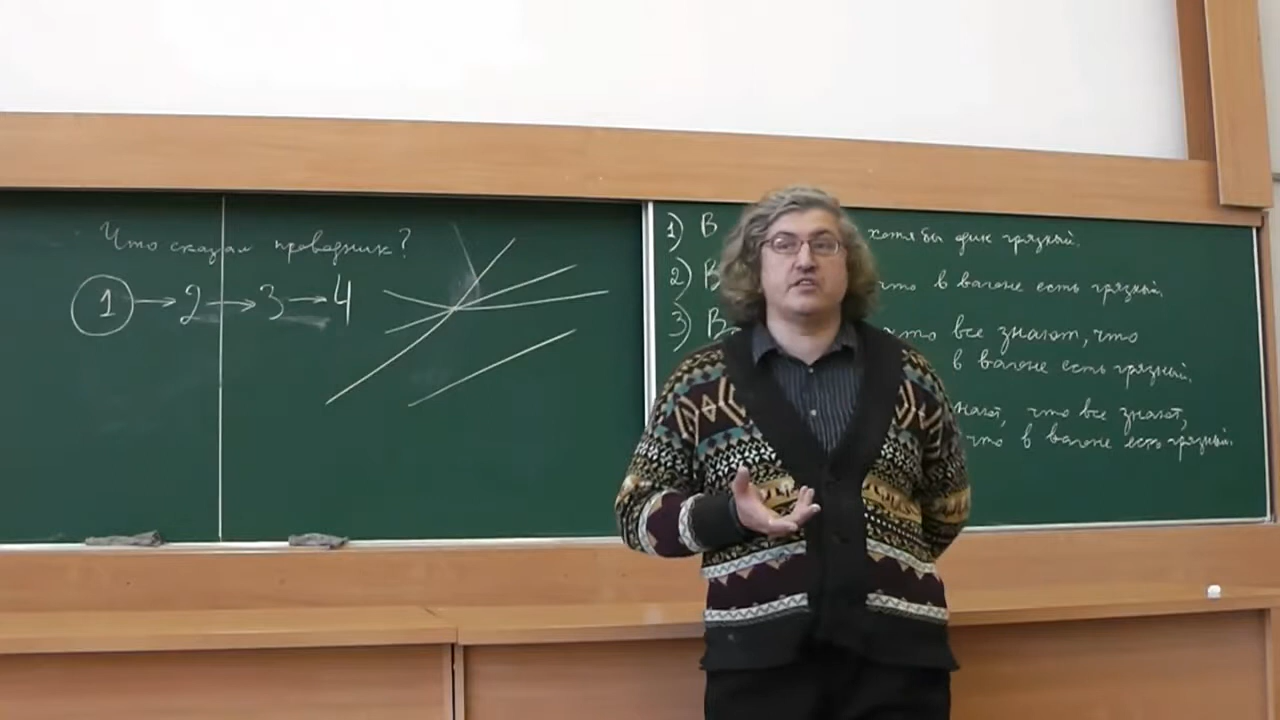 Что сказал проводник?
1 → 2 → 3 → 4
1) В хотя бы один грязный.
2) В что в вагоне есть грязный.
3) В что все знают, что
в вагоне есть грязный.
знают, что все знают,
что в вагоне есть грязный.